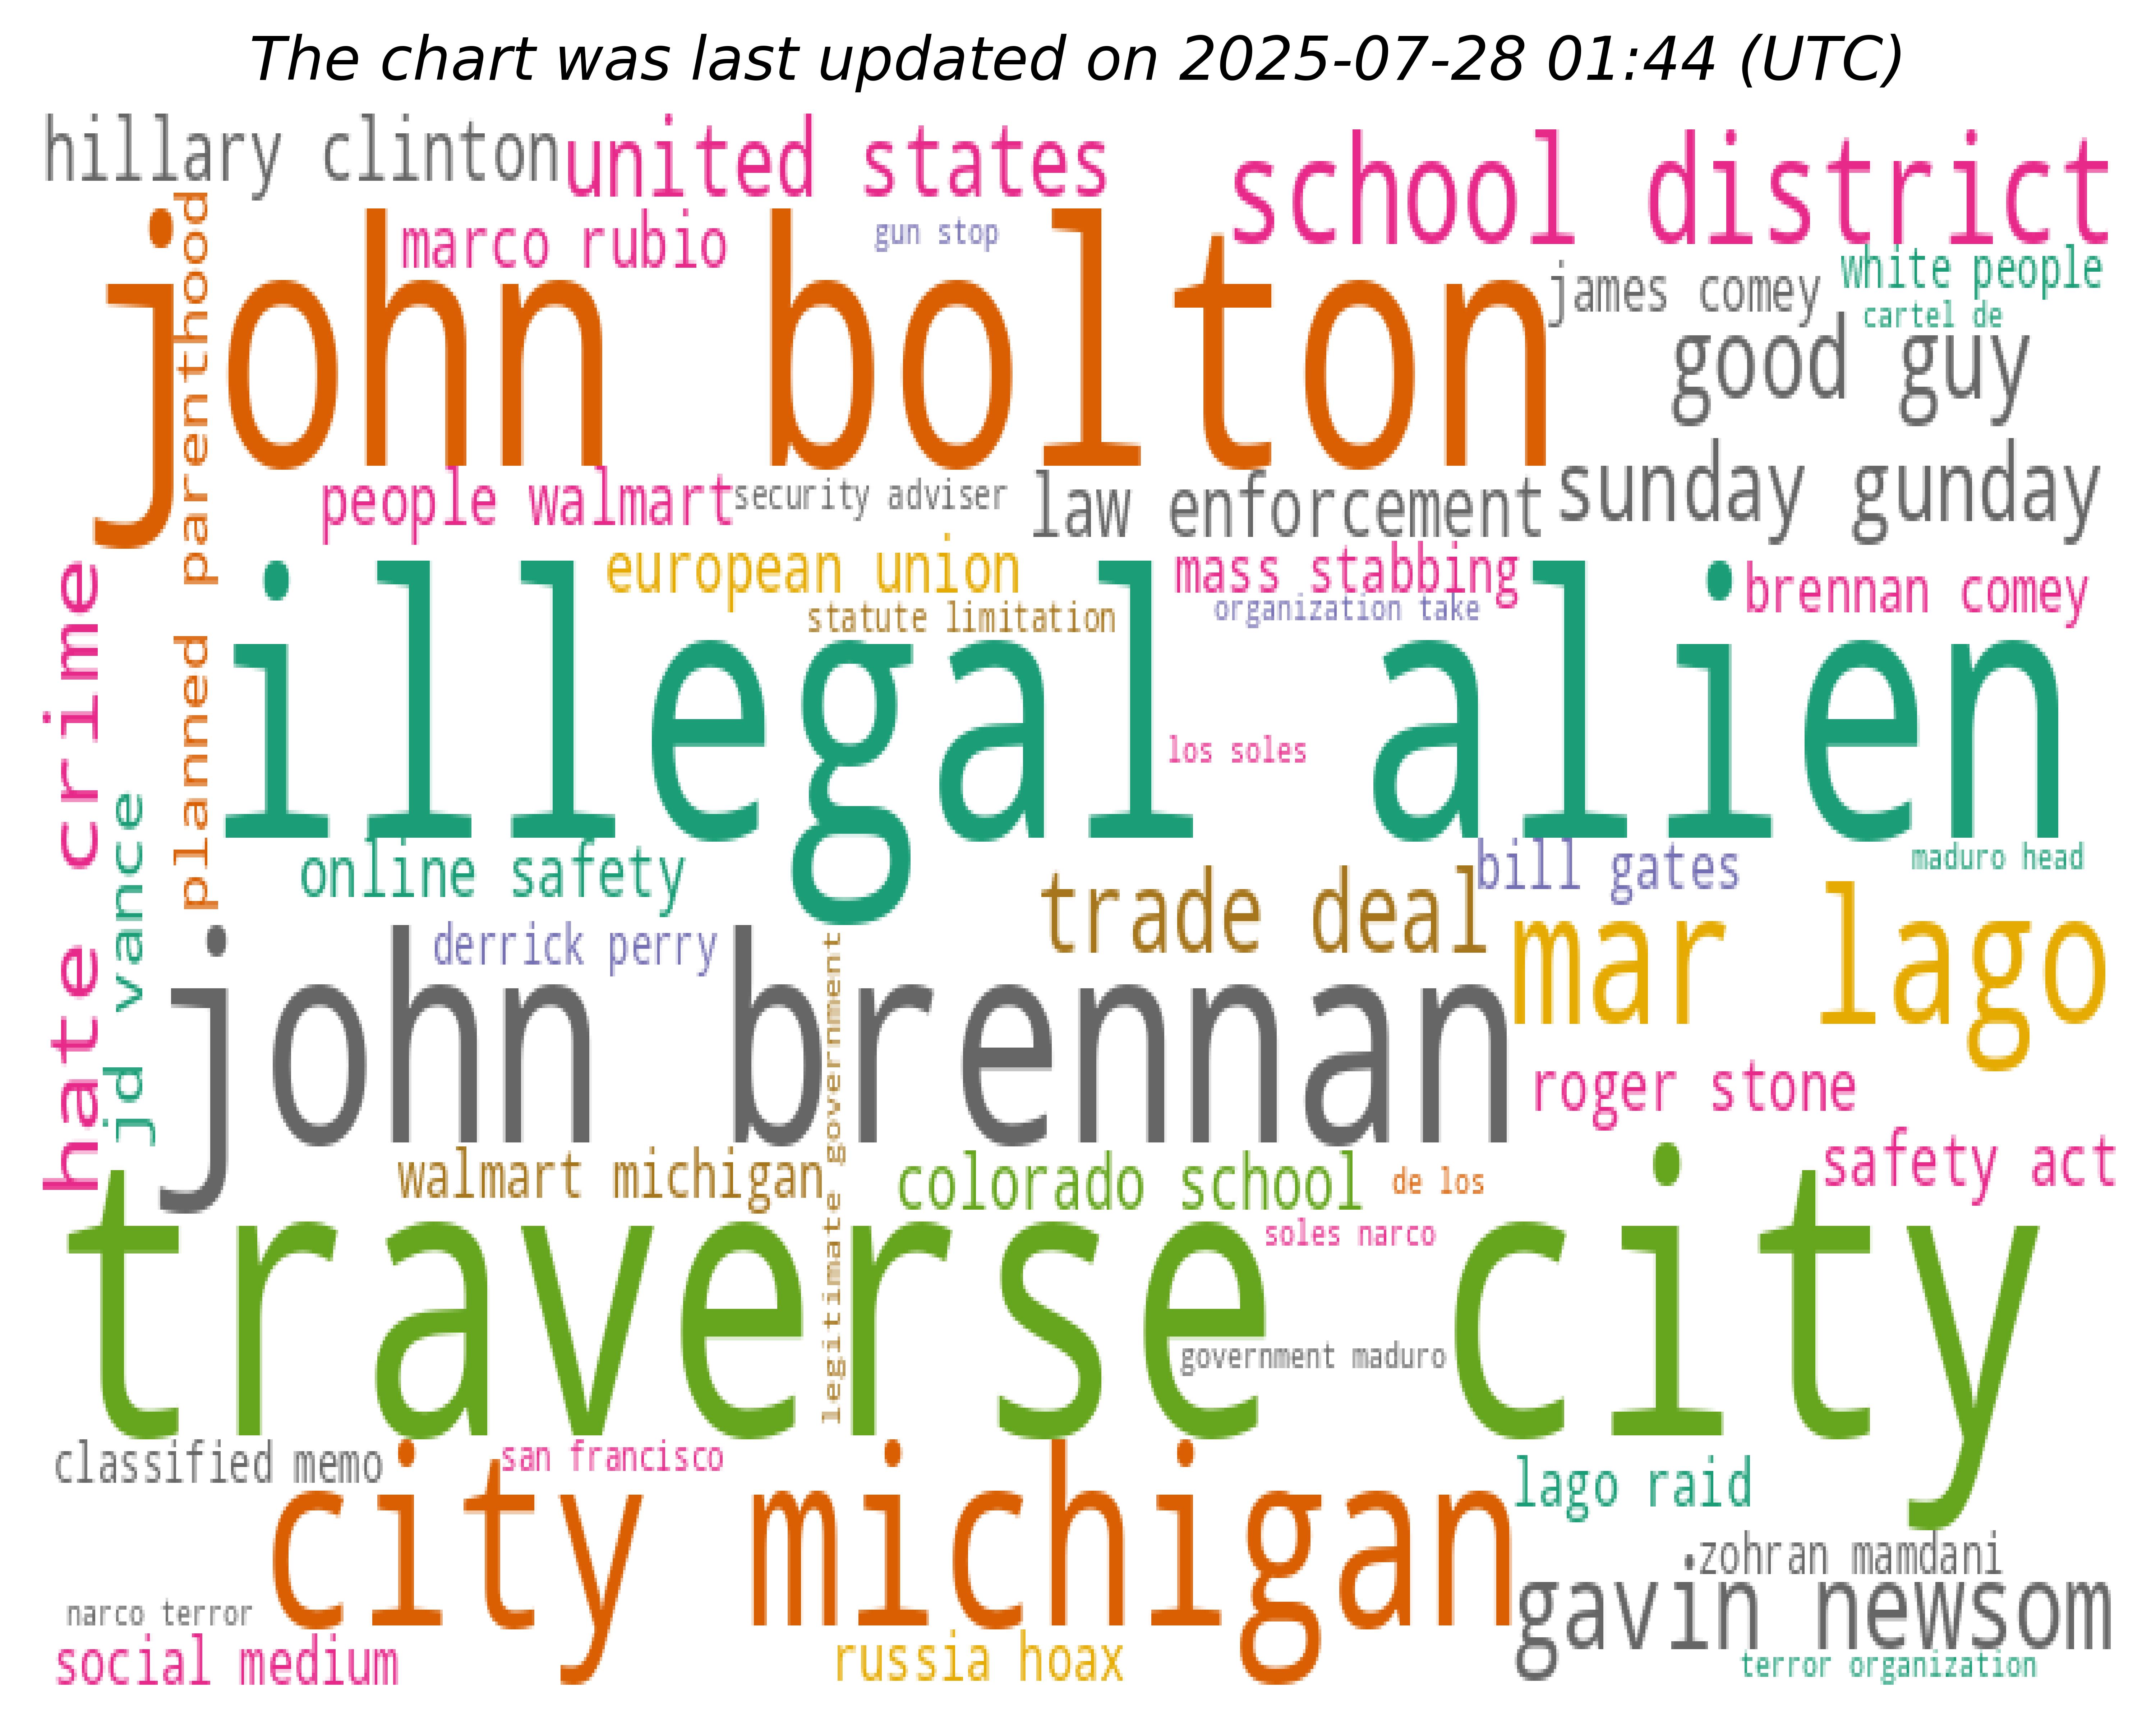 The chart was last updated on 2025-07-28 01:44 (UTC)
hillary clinton
united states
school district
marco rubio
gun stop
john bolton
james comey
white people
cartel de
good guy
planned parenthood
people walmart
security adviser
law enforcement
sunday gunday
european union
mass stabbing
brennan comey
statute limitation
organization take
illegal alien
los soles
hate crime
jd vance
online safety
bill gates
maduro head
trade deal
mar lago
derrick perry
john brennan
legitimate government
roger stone
walmart michigan
colorado school
de los
safety act
soles narco
traverse city
government maduro
classified memo
san francisco
city michigan
lago raid
zohran mamdani
gavin newsom
narco terror
social medium
russia hoax
terror organization